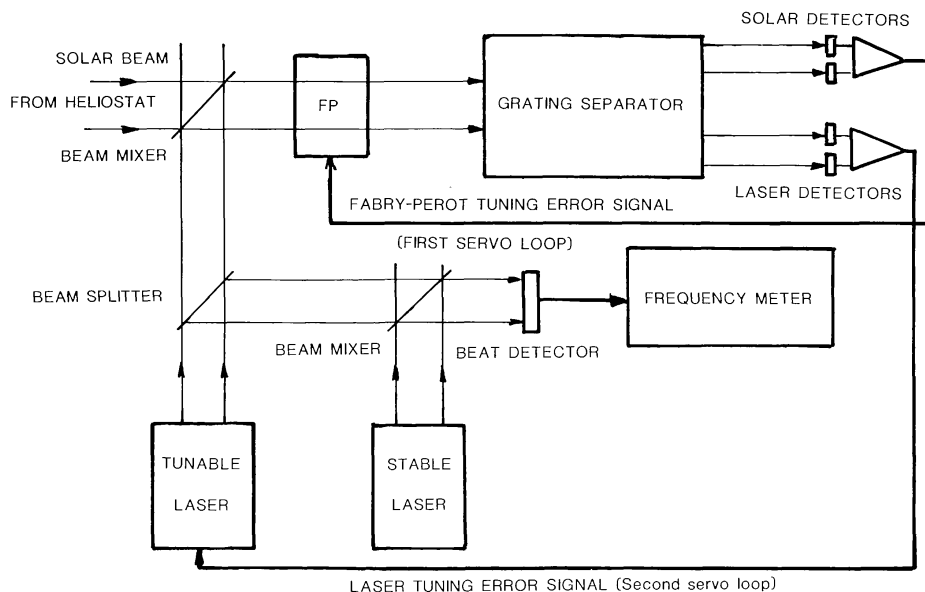 SOLAR DETECTORS
SOLAR BEAM
FROM HELIOSTAT
BEAM MIXER
FP
GRATING SEPARATOR
LASER DETECTORS
FABRY-PEROT TUNING ERROR SIGNAL
(FIRST SERVO LOOP)
BEAM SPLITTER
FREQUENCY METER
BEAM MIXER
BEAT DETECTOR
TUNABLE
LASER
STABLE
LASER
LASER TUNING ERROR SIGNAL (Second servo loop)